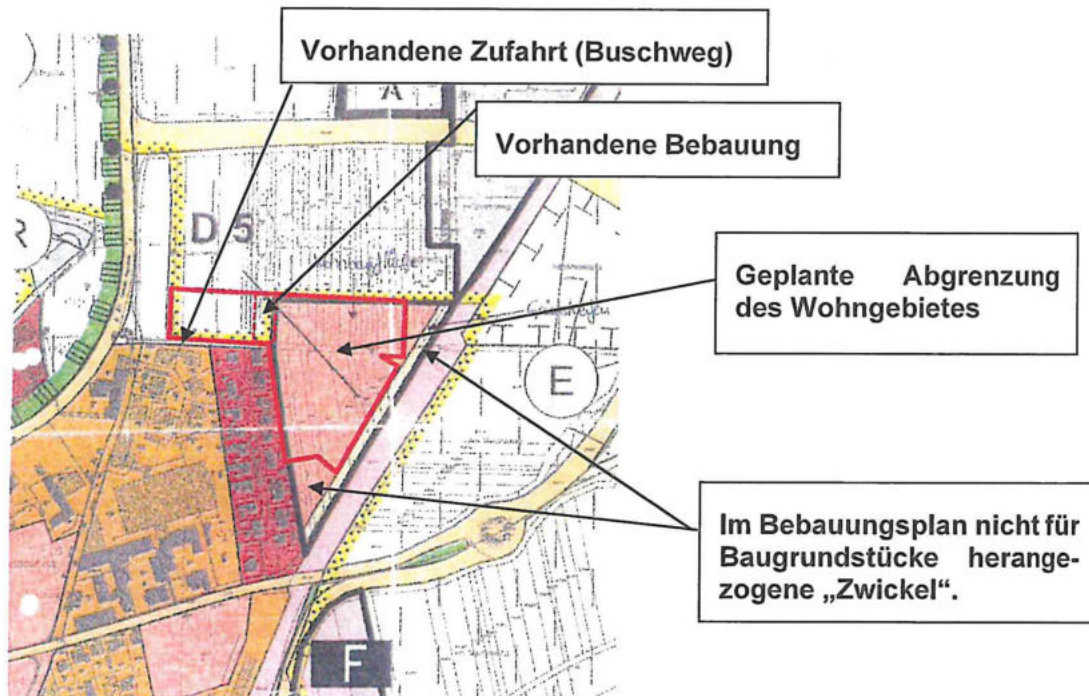 Vorhandene Zufahrt (Buschweg)
A
Vorhandene Bebauung
D 5
Geplante Abgrenzung
des Wohngebietes
E
Im Bebauungsplan nicht für
Baugrundstücke herange-
zogene „Zwickel“.
F